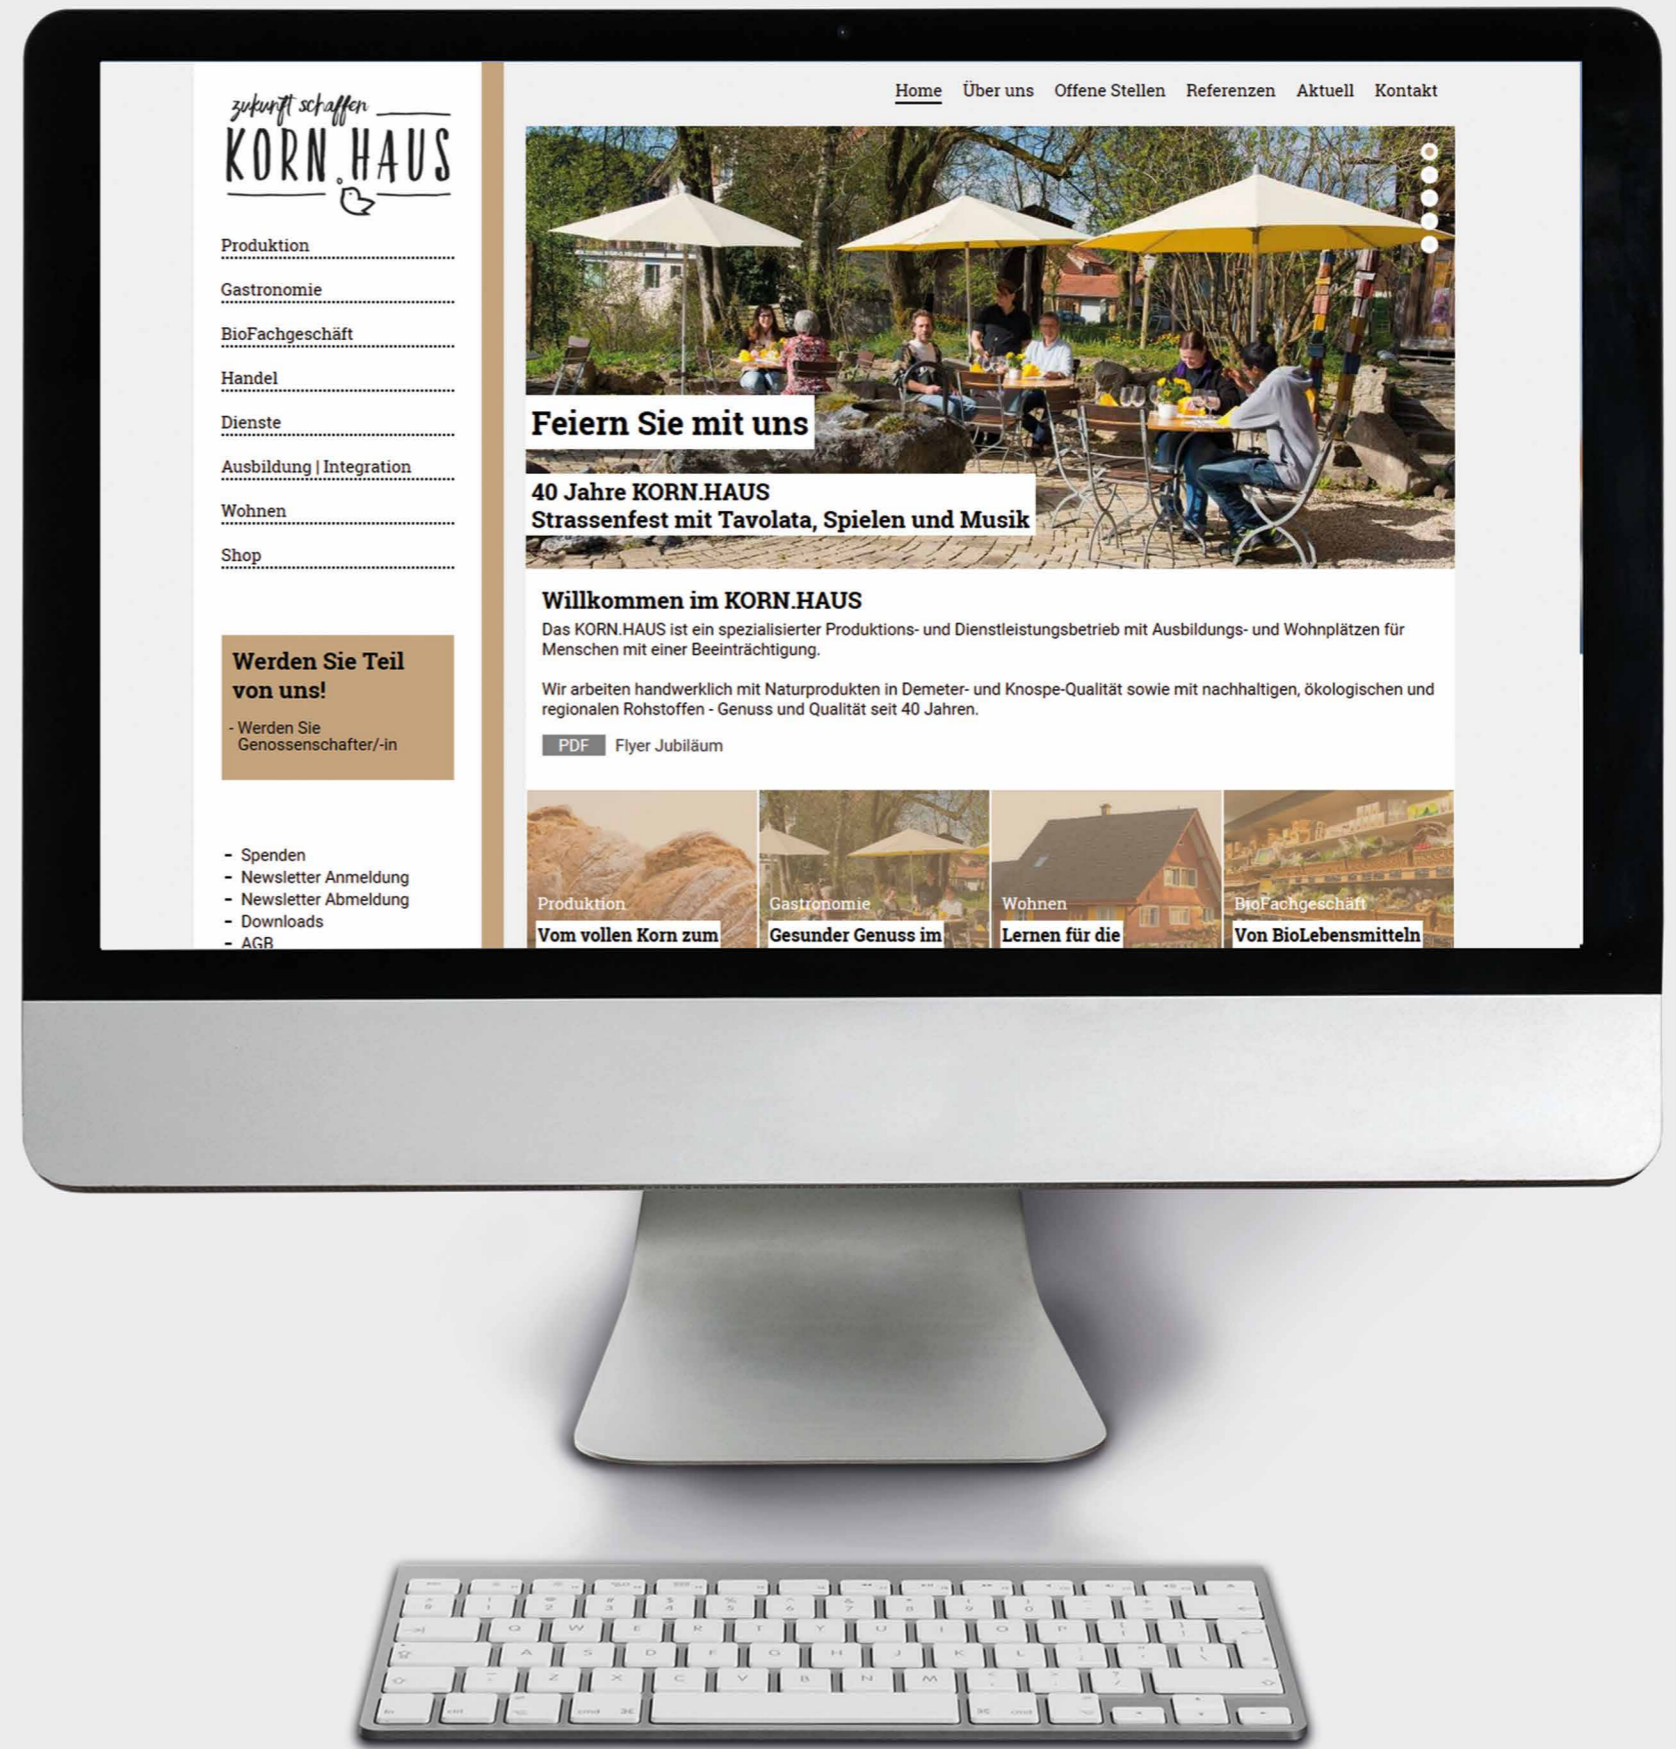 zukunft schaffen
KORN.HAUS
Produktion
Gastronomie
BioFachgeschäft
Handel
Dienste
Ausbildung | Integration
Wohnen
Shop
Werden Sie Teil
von uns!
- Werden Sie
Genossenschafter/-in
- Spenden
- Newsletter Anmeldung
- Newsletter Abmeldung
- Downloads
- AGB
Home Über uns Offene Stellen Referenzen Aktuell Kontakt
Feiern Sie mit uns
40 Jahre KORN.HAUS
Strassenfest mit Tavolata, Spielen und Musik
Willkommen im KORN.HAUS
Das KORN.HAUS ist ein spezialisierter Produktions- und Dienstleistungsbetrieb mit Ausbildungs- und Wohnplätzen für
Menschen mit einer Beeinträchtigung.
Wir arbeiten handwerklich mit Naturprodukten in Demeter- und Knospe-Qualität sowie mit nachhaltigen, ökologischen und
regionalen Rohstoffen - Genuss und Qualität seit 40 Jahren.
PDF Flyer Jubiläum
Produktion
Vom vollen Korn zum
Gastronomie
Gesunder Genuss im
Wohnen
Lernen für die
BioFachgeschäft
Von BioLebensmitteln
Q W E R T Y U I O P
A S D F G H J K L
Z X C V B N M
fn ctrl cmd cmd